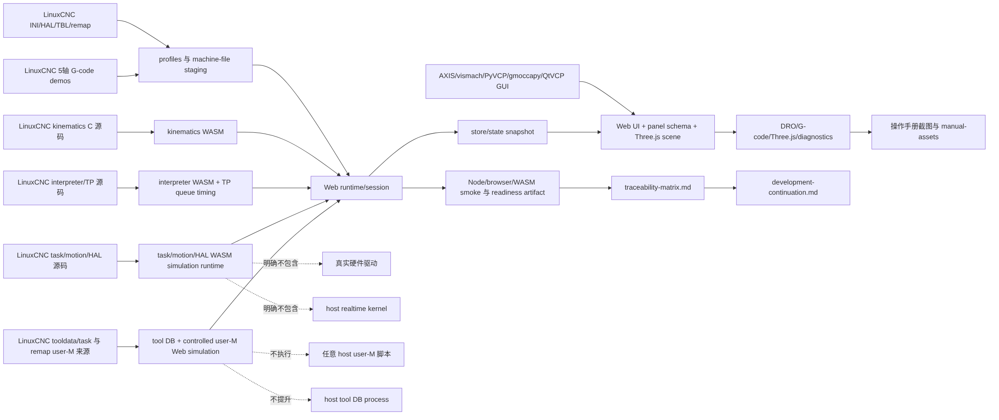 LinuxCNC
INI/HAL/TBL/remap
LinuxCNC 5轴 G-code
demos
profiles 与 machine-file
staging
AXIS/vismach/PyVCP/gmoccapy/QtVCP
GUI
LinuxCNC kinematics C 源
码
kinematics WASM
store/state snapshot
Web UI + panel schema +
Three.js scene
DRO/G-
code/Three.js/diagnostics
操作手册截图与 manual-
assets
LinuxCNC interpreter/TP 源
码
interpreter WASM + TP
queue timing
Web runtime/session
Node/browser/WASM
smoke 与 readiness artifact
traceability-matrix.md
development-
continuation.md
LinuxCNC task/motion/HAL
源码
task/motion/HAL WASM
simulation runtime
明确不包含
真实硬件驱动
明确不包含
host realtime kernel
LinuxCNC tooldata/task 与
remap user-M 来源
tool DB + controlled user-M
Web simulation
不执行
任意 host user-M 脚本
不提升
host tool DB process